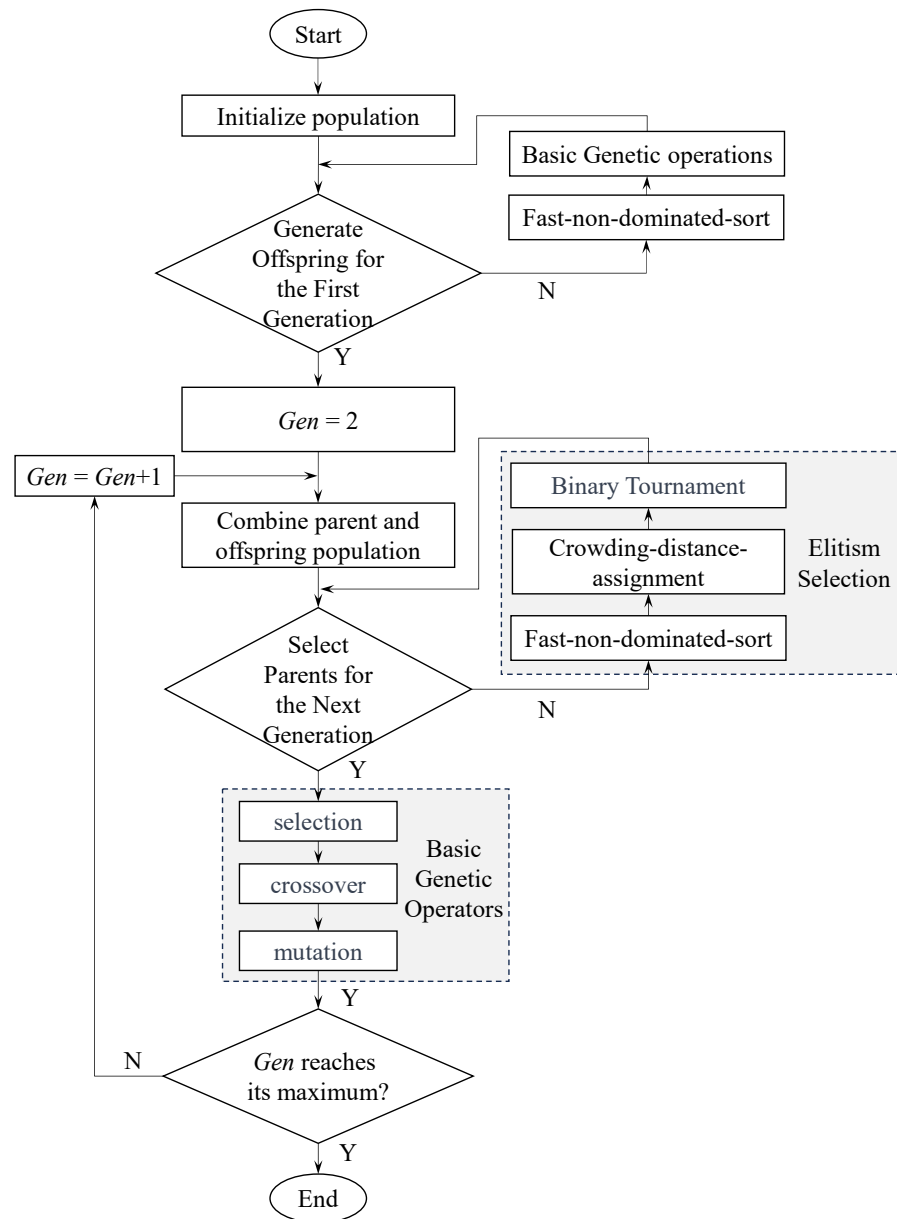 Start
Initialize population
Basic Genetic operations
Fast-non-dominated-sort
Generate
Offspring for
the First
Generation
N
Y
Gen = 2
Gen = Gen+1
Combine parent and
offspring population
Binary Tournament
Crowding-distance-
assignment
Fast-non-dominated-sort
Elitism
Selection
Select
Parents for
the Next
Generation
N
Y
selection
crossover
mutation
Basic
Genetic
Operators
Y
Gen reaches
its maximum?
N
Y
End